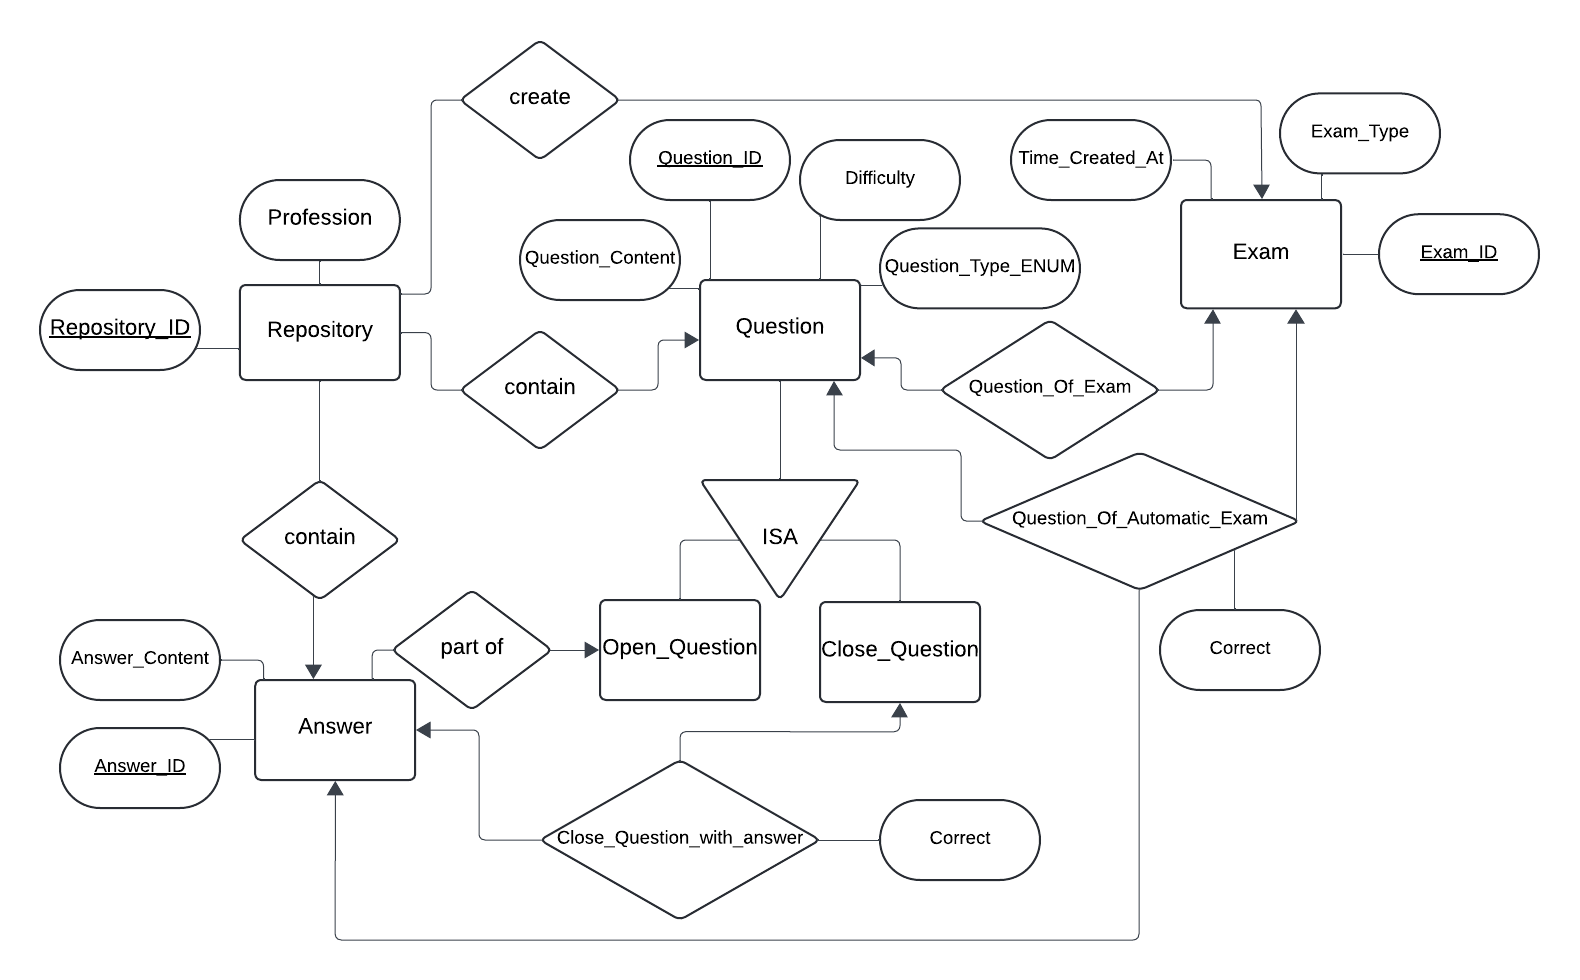 create
Exam_Type
Question_ID
Time_Created_At
Difficulty
Profession
Question_Content
Question_Type_ENUM
Exam
Exam_ID
Repository_ID
Repository
Question
contain
Question_Of_Exam
Question_Of_Automatic_Exam
contain
ISA
part of
Open_Question
Close_Question
Correct
Answer_Content
Answer
Answer_ID
Close_Question_with_answer
Correct